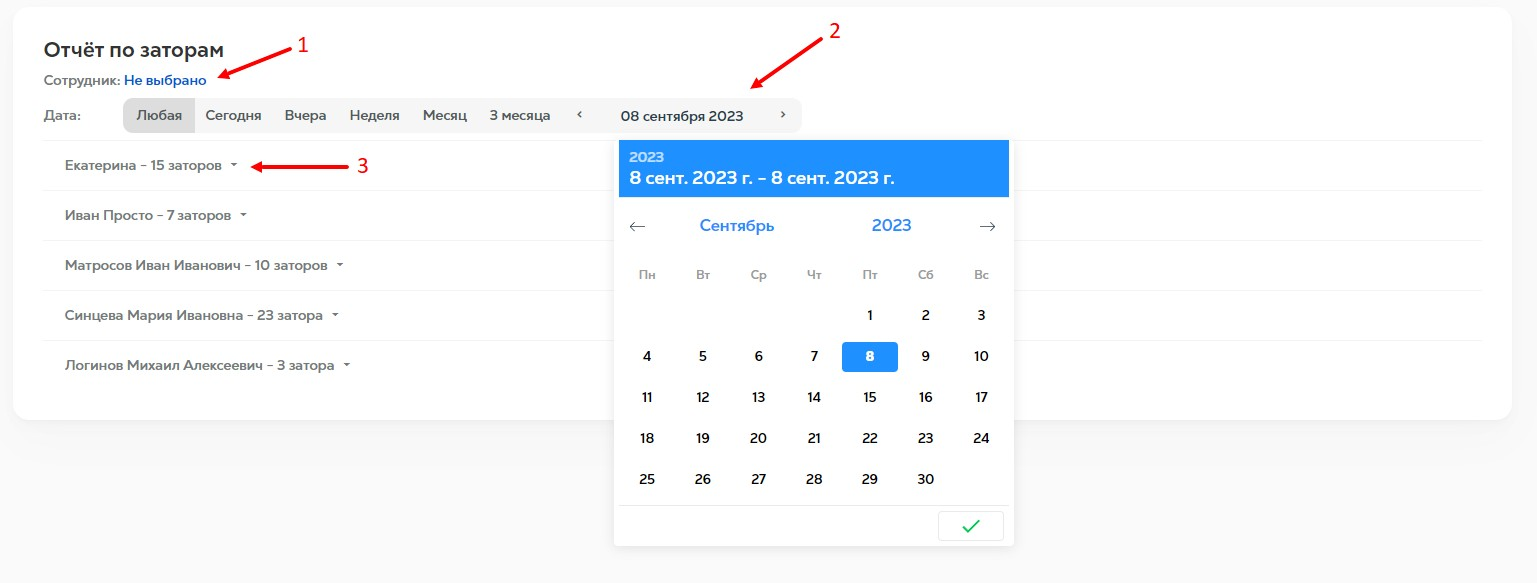 Отчёт по заторам
1
2
Сотрудник: Не выбрано
Дата: Любая Сегодня Вчера Неделя Месяц 3 месяца ‹ 08 сентября 2023 ›
Екатерина – 15 заторов
3
Иван Просто – 7 заторов
Матросов Иван Иванович – 10 заторов
Синцева Мария Ивановна – 23 затора
Логинов Михаил Алексеевич – 3 затора
2023
8 сент. 2023 г. – 8 сент. 2023 г.
← Сентябрь 2023 →
Пн Вт Ср Чт Пт Сб Вс
1 2 3
4 5 6 7 8 9 10
11 12 13 14 15 16 17
18 19 20 21 22 23 24
25 26 27 28 29 30